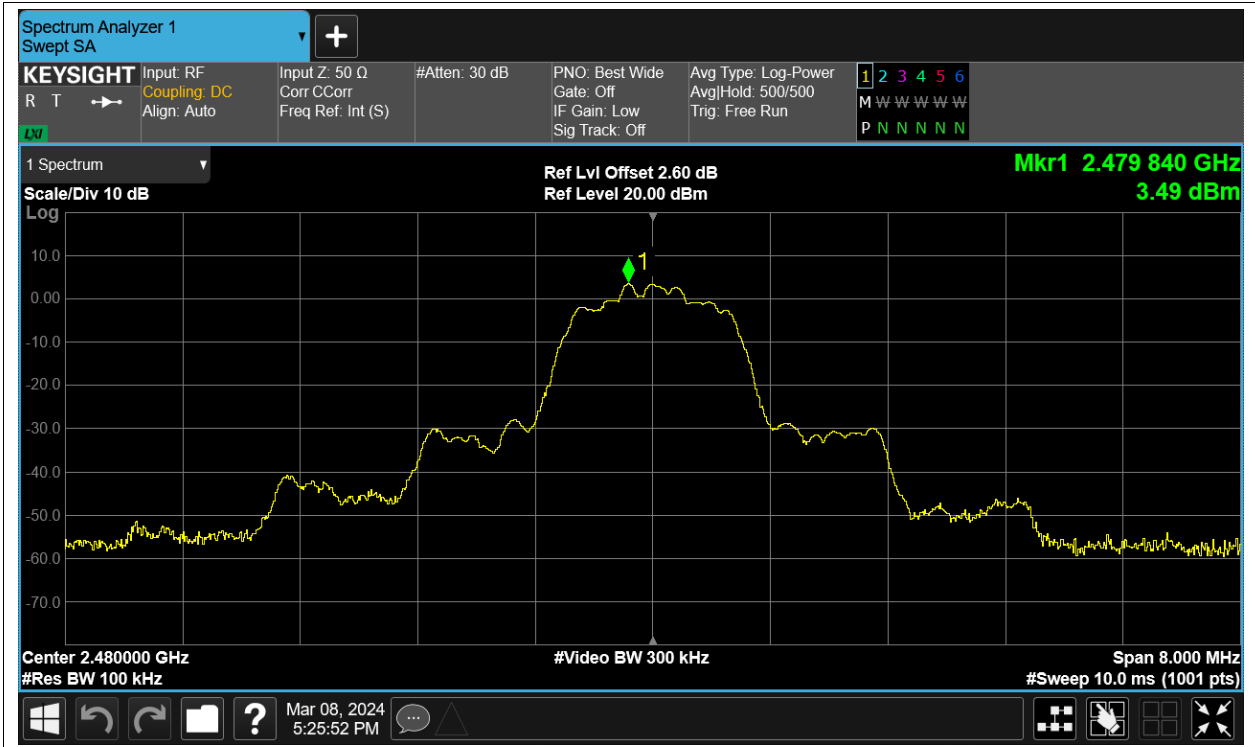 Spectrum Analyzer 1
Swept SA
KEYSIGHT
R T
LXI
Input: RF
Coupling: DC
Align: Auto
Input Z: 50 Ω
Corr CCorr
Freq Ref: Int (S)
#Atten: 30 dB
PNO: Best Wide
Gate: Off
IF Gain: Low
Sig Track: Off
Avg Type: Log-Power
Avg|Hold: 500/500
Trig: Free Run
1 2 3 4 5 6
M W W W W W
P N N N N N
1 Spectrum
Scale/Div 10 dB
Log
Ref Lvl Offset 2.60 dB
Ref Level 20.00 dBm
Mkr1 2.479 840 GHz
3.49 dBm
1
10.0
0.00
-10.0
-20.0
-30.0
-40.0
-50.0
-60.0
-70.0
Center 2.480000 GHz
#Res BW 100 kHz
#Video BW 300 kHz
Span 8.000 MHz
#Sweep 10.0 ms (1001 pts)
?
Mar 08, 2024
5:25:52 PM